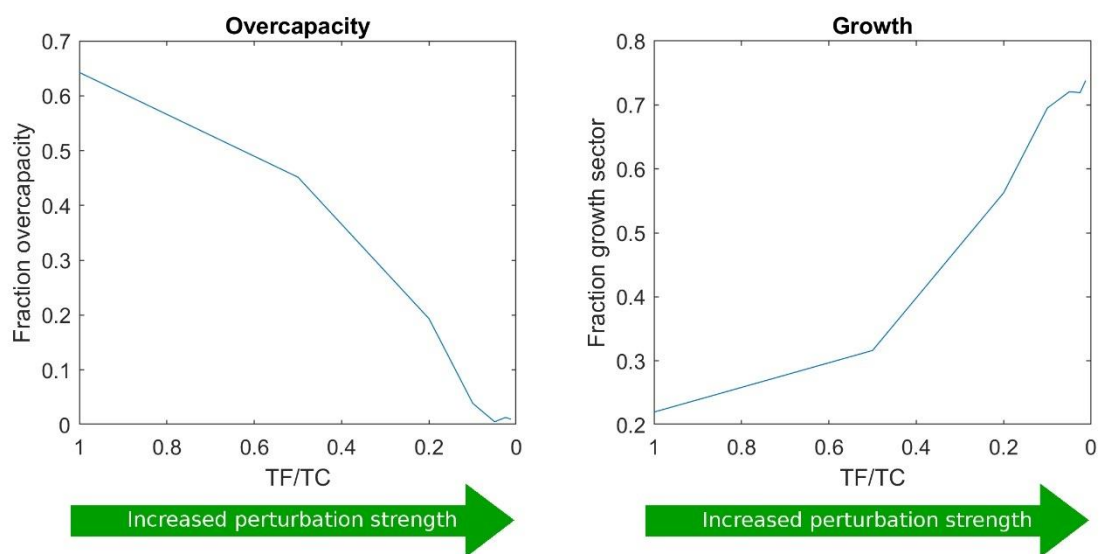 Overcapacity
0.7
0.6
0.5
0.4
0.3
0.2
0.1
0
Fraction overcapacity
1 0.8 0.6 0.4 0.2 0
TF/TC
Increased perturbation strength
Growth
0.8
0.7
0.6
0.5
0.4
0.3
0.2
Fraction growth sector
1 0.8 0.6 0.4 0.2 0
TF/TC
Increased perturbation strength